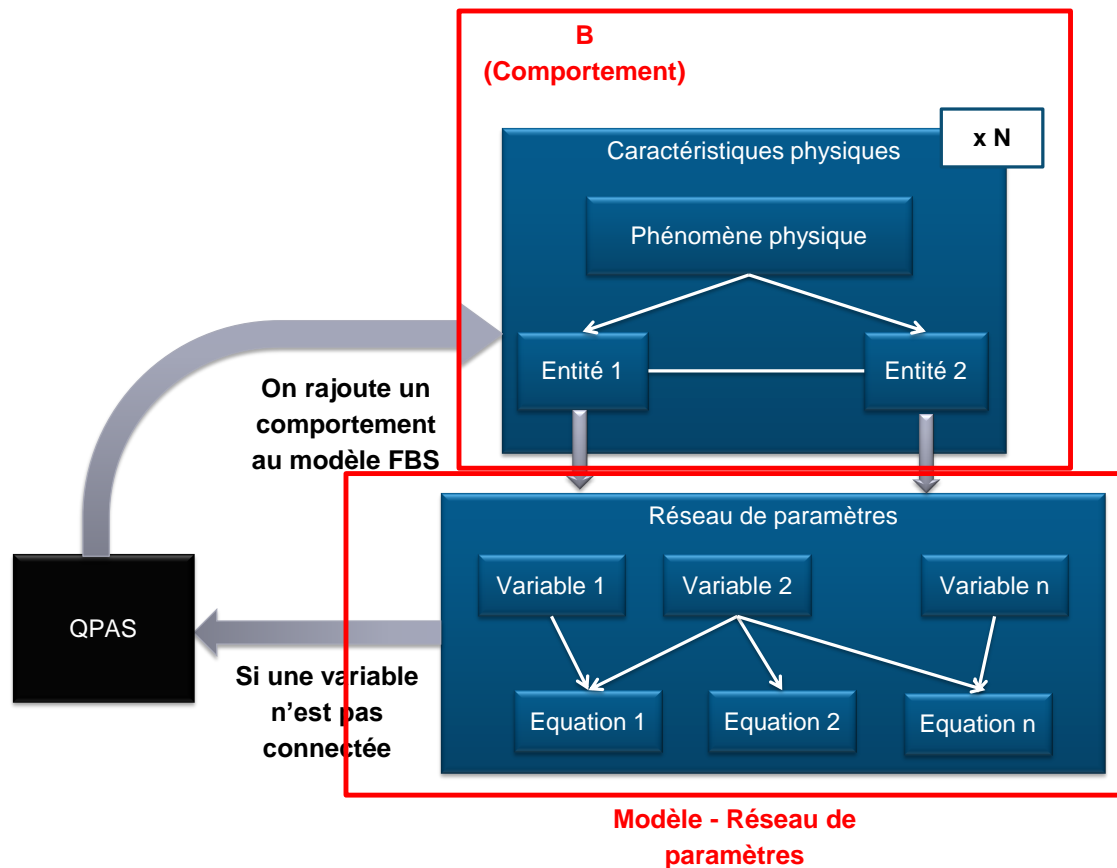 B
(Comportement)
x N
Caractéristiques physiques
Phénomène physique
Entité 1
Entité 2
On rajoute un
comportement
au modèle FBS
Réseau de paramètres
Variable 1
Variable 2
Variable n
QPAS
Si une variable
n'est pas
connectée
Equation 1
Equation 2
Equation n
Modèle - Réseau de
paramètres